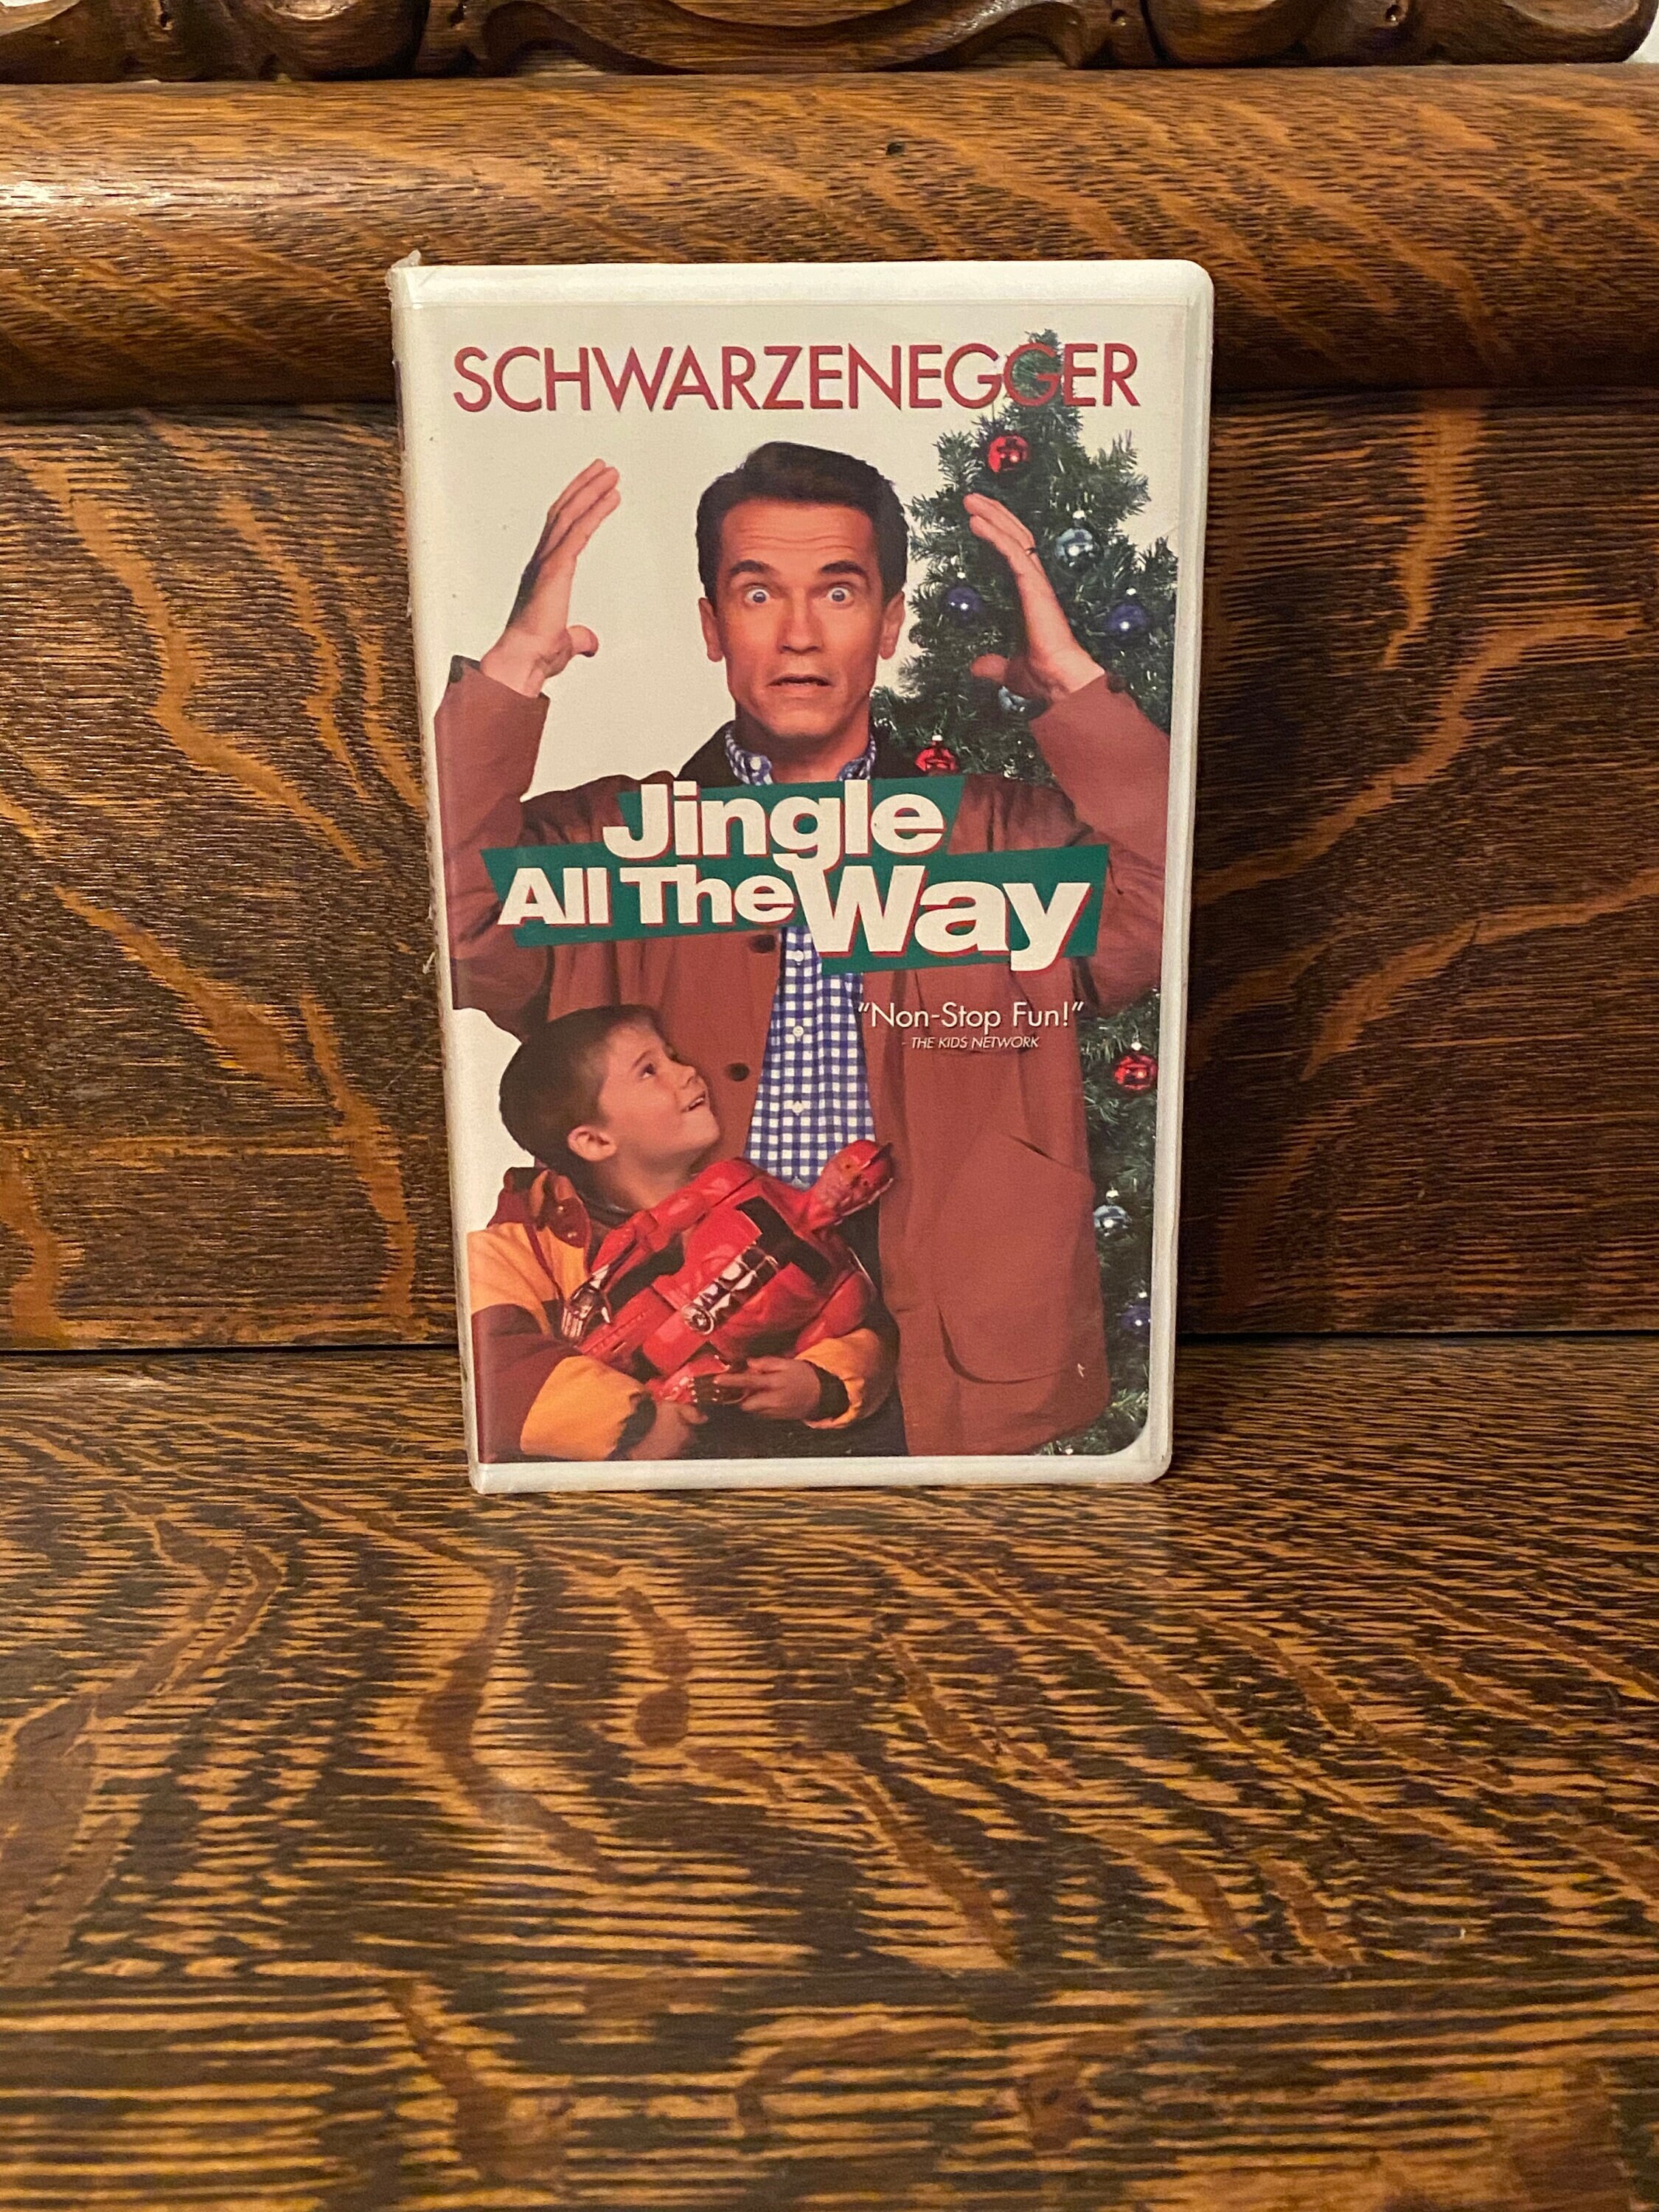 SCHWARZENEGGER
Jingle
All The Way
"Non-Stop Fun!"
- THE KIDS NETWORK